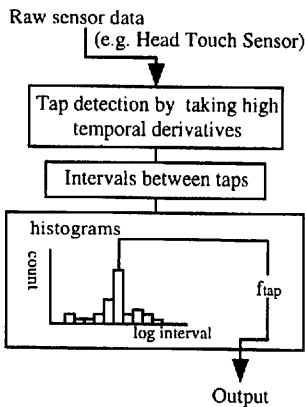 Raw sensor data
(e.g. Head Touch Sensor)
Tap detection by taking high
temporal derivatives
Intervals between taps
histograms
count
log interval
ftap
Output